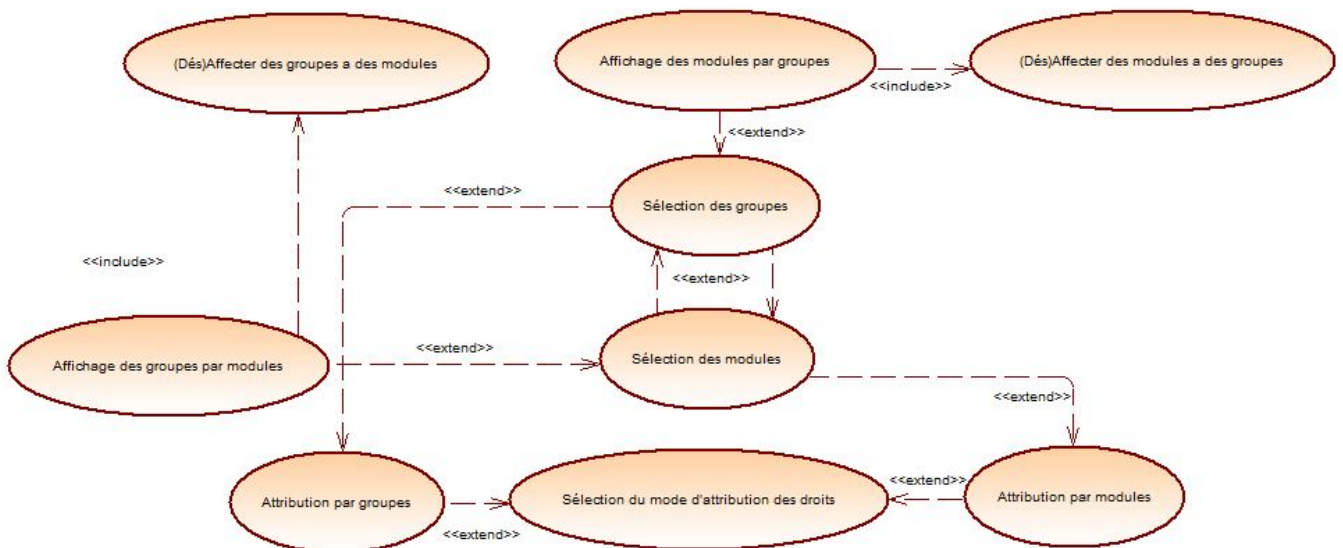 (Dés)Affecter des groupes a des modules
Affichage des modules par groupes
(Dés)Affecter des modules a des groupes
<<include>>
<<extend>>
<<extend>>
Sélection des groupes
<<include>>
<<extend>>
Affichage des groupes par modules
<<extend>>
Sélection des modules
<<extend>>
Attribution par groupes
<<extend>>
Sélection du mode d'attribution des droits
<<extend>>
Attribution par modules